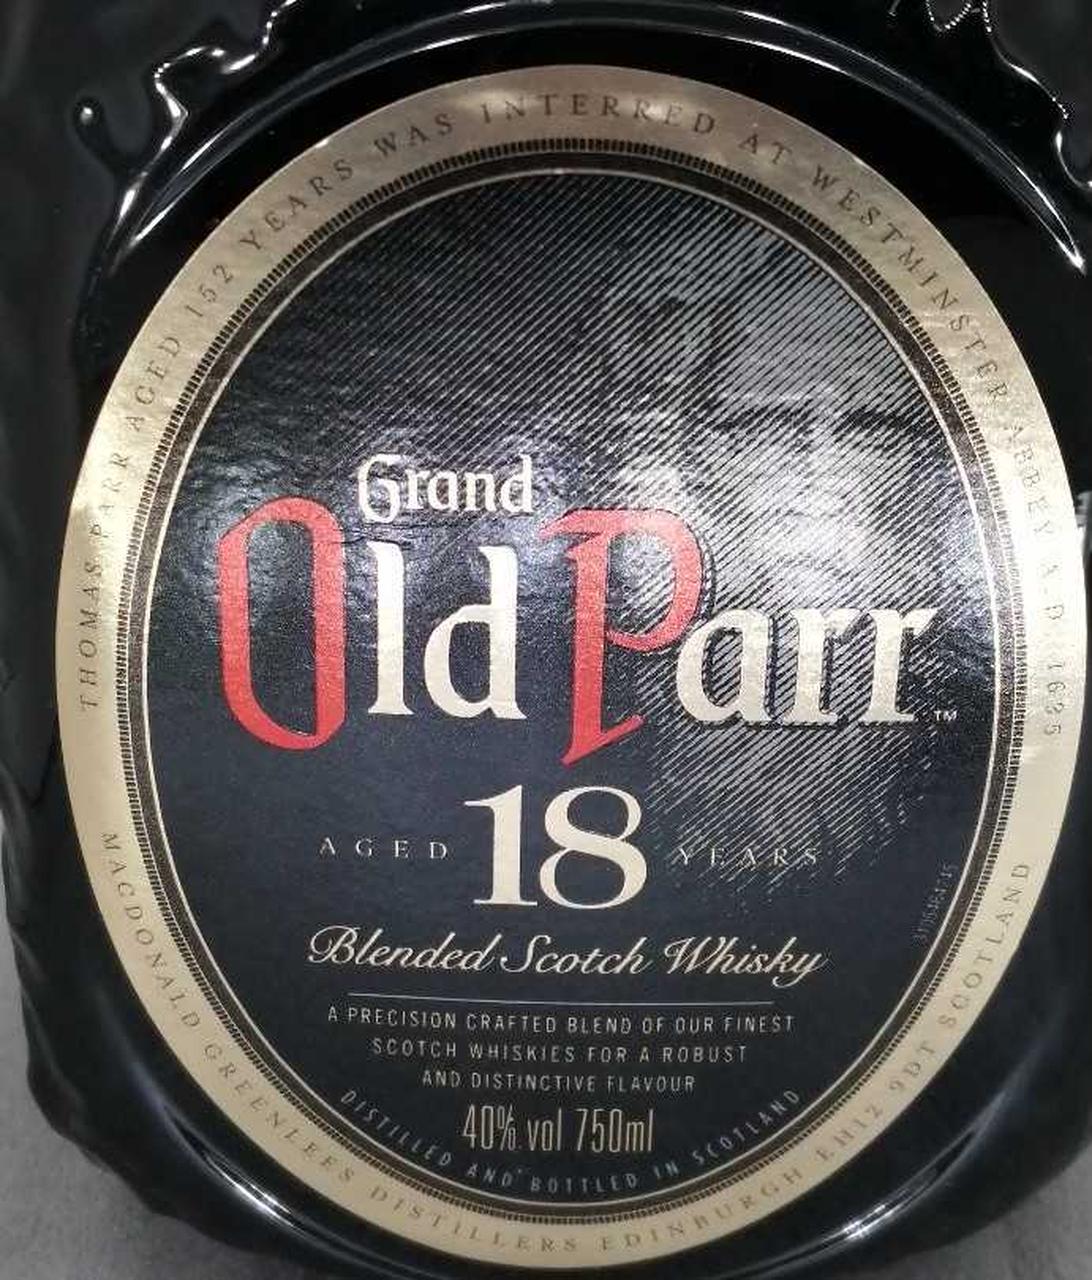 THOMAS PARR AGED 152 YEARS WAS INTERRED AT WESTMINSTER ABBEY A.D. 1635
Grand
Old Parr ™
AGED 18 YEARS
Blended Scotch Whisky
A PRECISION CRAFTED BLEND OF OUR FINEST
SCOTCH WHISKIES FOR A ROBUST
AND DISTINCTIVE FLAVOUR
40% vol 750ml
DISTILLED AND BOTTLED IN SCOTLAND
MACDONALD GREENLEES DISTILLERS EDINBURGH EH12 9DT SCOTLAND